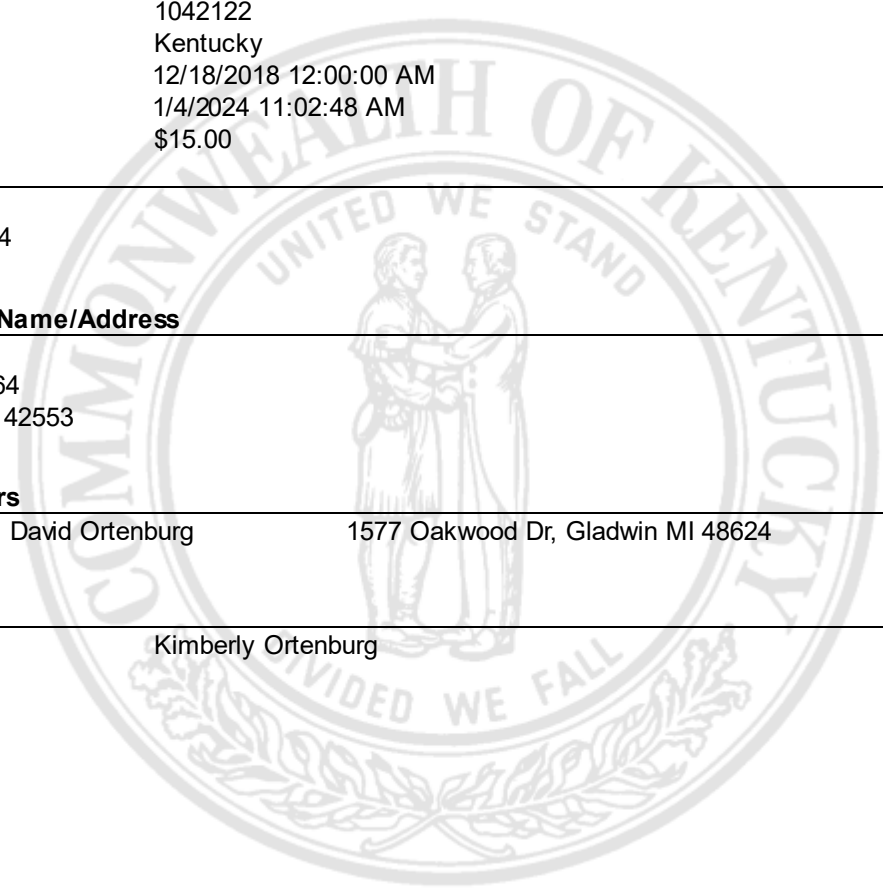 1042122
Kentucky
12/18/2018 12:00:00 AM
1/4/2024 11:02:48 AM
$15.00
4
Name/Address
64
42553
rs
David Ortenburg 1577 Oakwood Dr, Gladwin MI 48624
Kimberly Ortenburg
COMMONWEALTH OF KENTUCKY
UNITED WE STAND
DIVIDED WE FALL